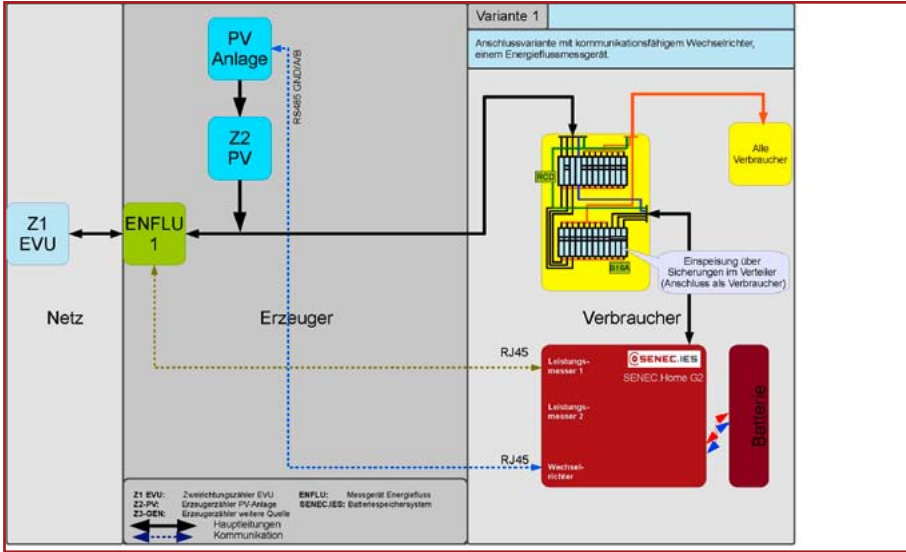 Variante 1
Anschlussvariante mit kommunikationsfähigem Wechselrichter,
einem Energieflussmessgerät.
PV
Anlage
RS485 GND/A/B
Z2
PV
Z1
EVU
ENFLU
1
Alle
Verbraucher
RCD
B16A
Einspeisung über
Sicherungen im Verteiler
(Anschluss als Verbraucher)
Netz
Erzeuger
Verbraucher
RJ45
Leistungs-
messer 1
SENEC.IES
SENEC.Home G2
Leistungs-
messer 2
Batterie
RJ45
Wechsel-
richter
Z1 EVU: Zweirichtungszähler EVU ENFLU: Messgerät Energiefluss
Z2-PV: Erzeugerzähler PV-Anlage SENEC.IES: Batteriespeichersystem
Z3-GEN: Erzeugerzähler weitere Quelle
Hauptleitungen
Kommunikation